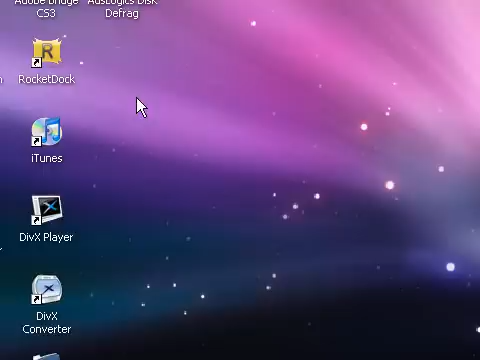 Adobe Bridge
CS3
AusLogics Disk
Defrag
RocketDock
iTunes
DivX Player
DivX
Converter